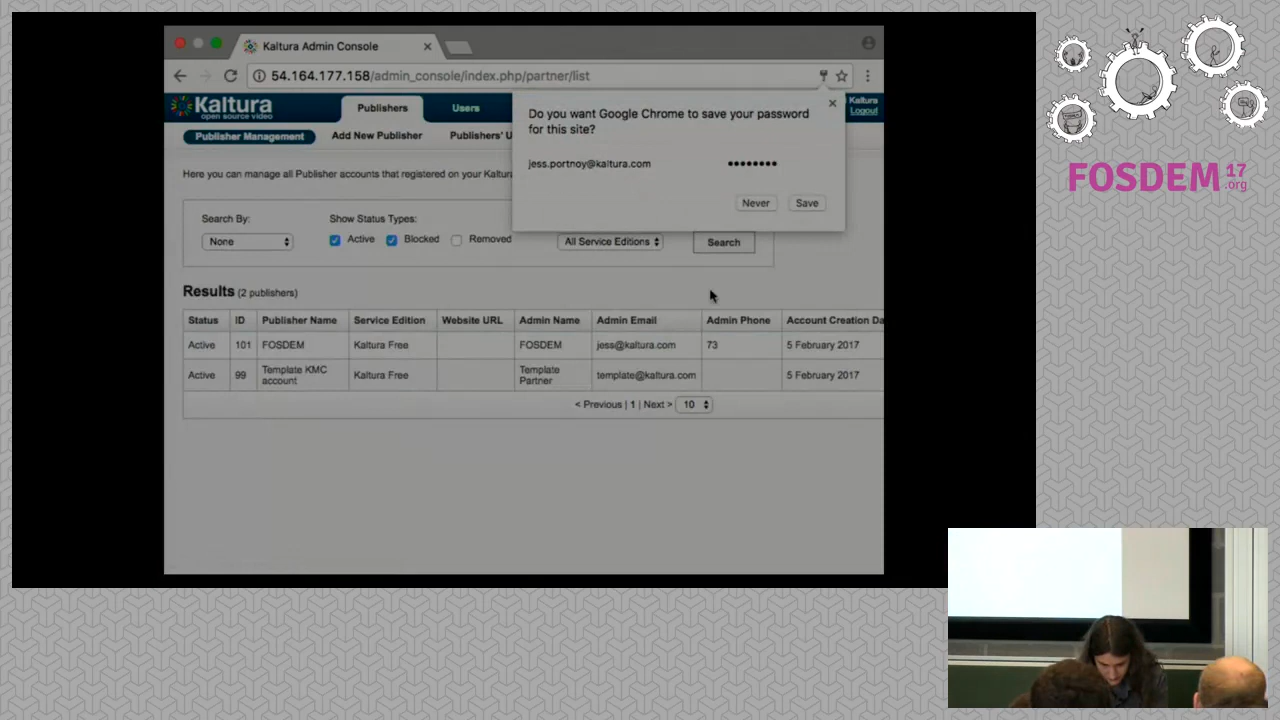 Kaltura Admin Console
54.164.177.158/admin_console/index.php/partner/list
Kaltura
open source video
Publishers
Users
Kaltura
Logout
Publisher Management
Add New Publisher
Publishers' U
Do you want Google Chrome to save your password
for this site?
jess.portnoy@kaltura.com ••••••••
Never
Save
Here you can manage all Publisher accounts that registered on your Kaltura
Search By:
Show Status Types:
None
Active
Blocked
Removed
All Service Editions
Search
Results (2 publishers)
Status ID Publisher Name Service Edition Website URL Admin Name Admin Email Admin Phone Account Creation Da
Active 101 FOSDEM Kaltura Free FOSDEM jess@kaltura.com 73 5 February 2017
Active 99 Template KMC account Kaltura Free Template Partner template@kaltura.com 5 February 2017
< Previous | 1 | Next > 10
FOSDEM 17
.org